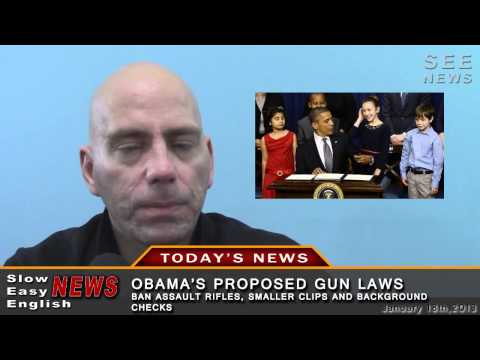 SEE
NEWS
TODAY'S NEWS
Slow
Easy
English
NEWS
OBAMA'S PROPOSED GUN LAWS
BAN ASSAULT RIFLES, SMALLER CLIPS AND BACKGROUND
CHECKS
January 18th,2013